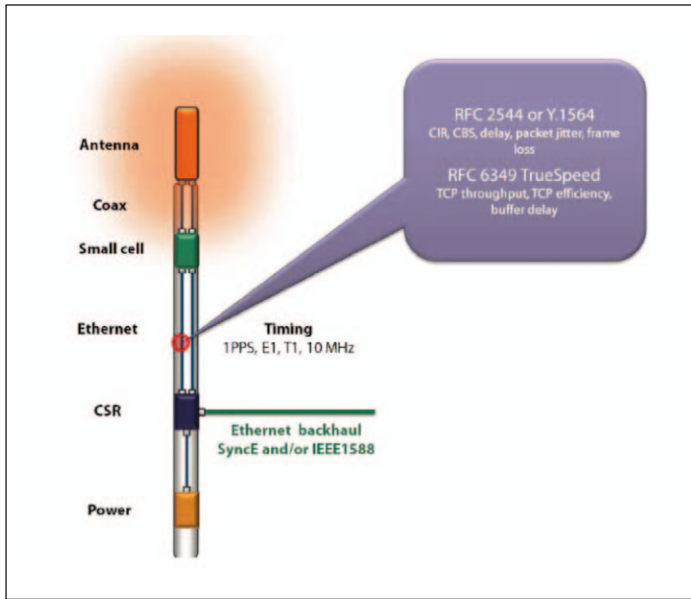 RFC 2544 or Y.1564
CIR, CBS, delay, packet jitter, frame
loss
RFC 6349 TrueSpeed
TCP throughput, TCP efficiency,
buffer delay
Antenna
Coax
Small cell
Ethernet
Timing
1PPS, E1, T1, 10 MHz
CSR
Ethernet backhaul
SyncE and/or IEEE1588
Power